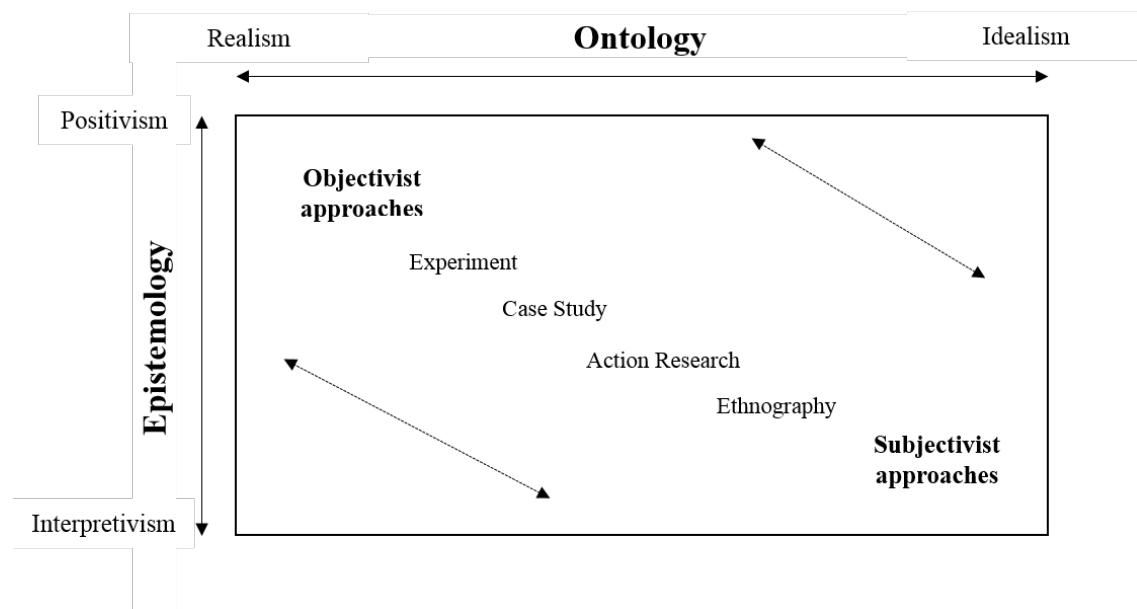 Realism
Ontology
Idealism
Positivism
Objectivist
approaches
Experiment
Case Study
Epistemology
Action Research
Ethnography
Subjectivist
approaches
Interpretivism